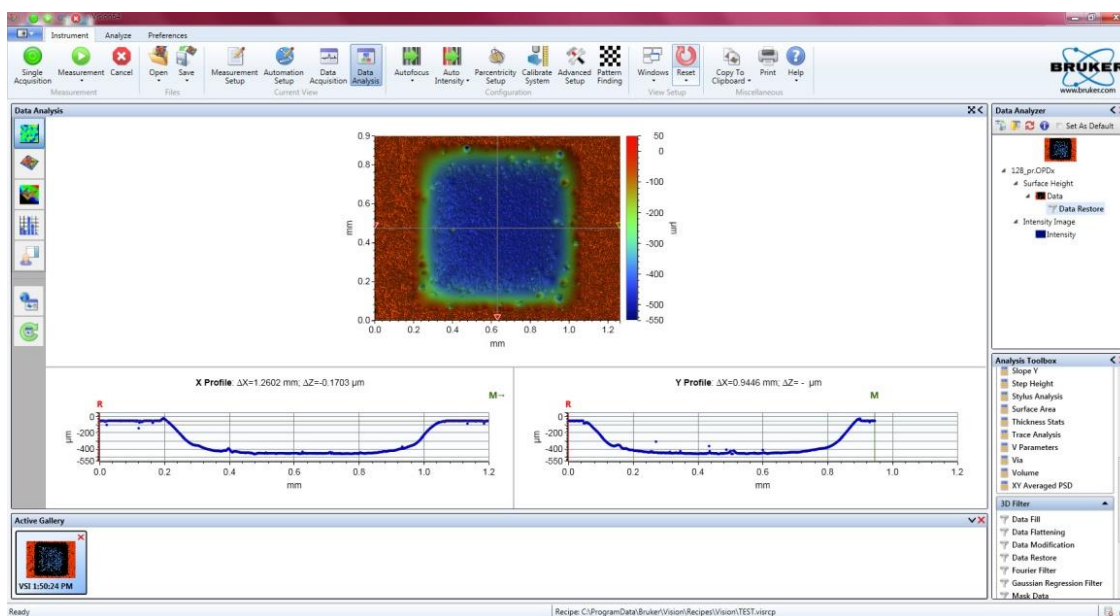 Vision64
Instrument Analyze Preferences
Single Acquisition Measurement Cancel Open Save Measurement Setup Automation Setup Data Acquisition Data Analysis Autofocus Auto Intensity Parcentricity Setup Calibrate System Advanced Setup Pattern Finding Windows Reset Copy To Clipboard Print Help
Measurement Files Current View Configuration View Setup Miscellaneous
BRUKER
www.bruker.com
Data Analysis
0.9
0.8
0.6
0.4
0.2
0.0
mm
0.0 0.2 0.4 0.6 0.8 1.0 1.2
mm
50
0
-100
-200
-300
-400
-500
-550
µm
X Profile: ΔX=1.2602 mm; ΔZ=-0.1703 µm
M→
R
0
-200
-400
-550
µm
0.0 0.2 0.4 0.6 0.8 1.0 1.2
mm
Y Profile: ΔX=0.9446 mm; ΔZ= - µm
R M
0
-200
-400
-550
µm
0.0 0.2 0.4 0.6 0.8 1.0 1.2
mm
Active Gallery
VSI 1:50:24 PM
Data Analyzer
Set As Default
128_pr.OPDx
Surface Height
Data
Data Restore
Intensity Image
Intensity
Analysis Toolbox
Slope Y
Step Height
Stylus Analysis
Surface Area
Thickness Stats
Trace Analysis
V Parameters
Via
Volume
XY Averaged PSD
3D Filter
Data Fill
Data Flattening
Data Modification
Data Restore
Fourier Filter
Gaussian Regression Filter
Mask Data
Ready
Recipe: C:\ProgramData\Bruker\Vision\Recipes\Vision\TEST.visrcp